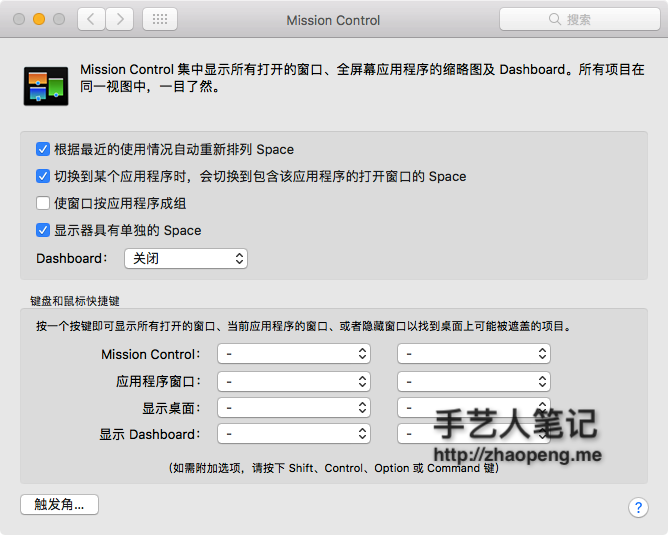 Mission Control
搜索
Mission Control 集中显示所有打开的窗口、全屏幕应用程序的缩略图及 Dashboard。所有项目在
同一视图中，一目了然。
根据最近的使用情况自动重新排列 Space
切换到某个应用程序时，会切换到包含该应用程序的打开窗口的 Space
使窗口按应用程序成组
显示器具有单独的 Space
Dashboard： 关闭
键盘和鼠标快捷键
按一个按键即可显示所有打开的窗口、当前应用程序的窗口、或者隐藏窗口以找到桌面上可能被遮盖的项目。
Mission Control： - -
应用程序窗口： - -
显示桌面： - -
显示 Dashboard： - -
手艺人笔记
http://zhaopeng.me
(如需附加选项，请按下 Shift、Control、Option 或 Command 键)
触发角...
?